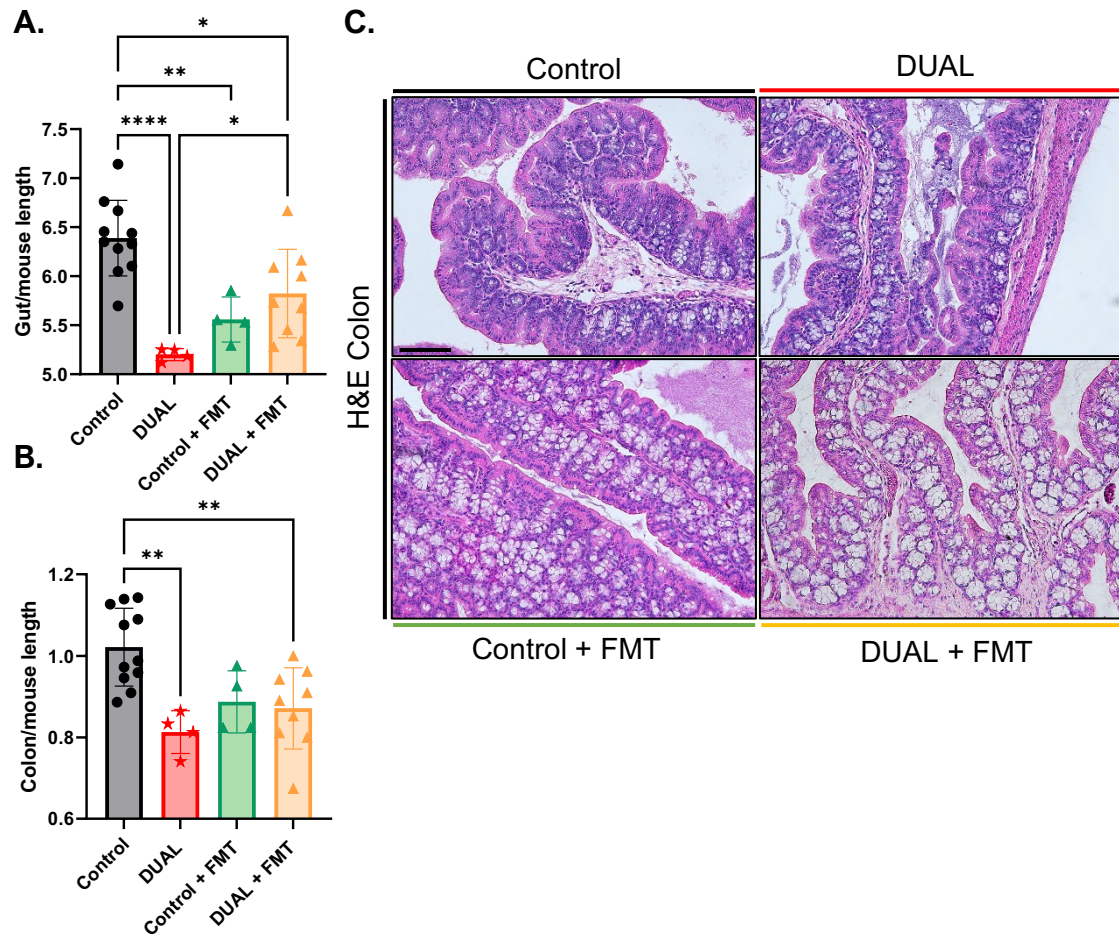 A.
*
**
****
*
Gut/mouse length
7.5
7.0
6.5
6.0
5.5
5.0
Control
DUAL
Control + FMT
DUAL + FMT
B.
**
**
Colon/mouse length
1.2
1.0
0.8
0.6
Control
DUAL
Control + FMT
DUAL + FMT
C.
Control
DUAL
H&E Colon
Control + FMT
DUAL + FMT